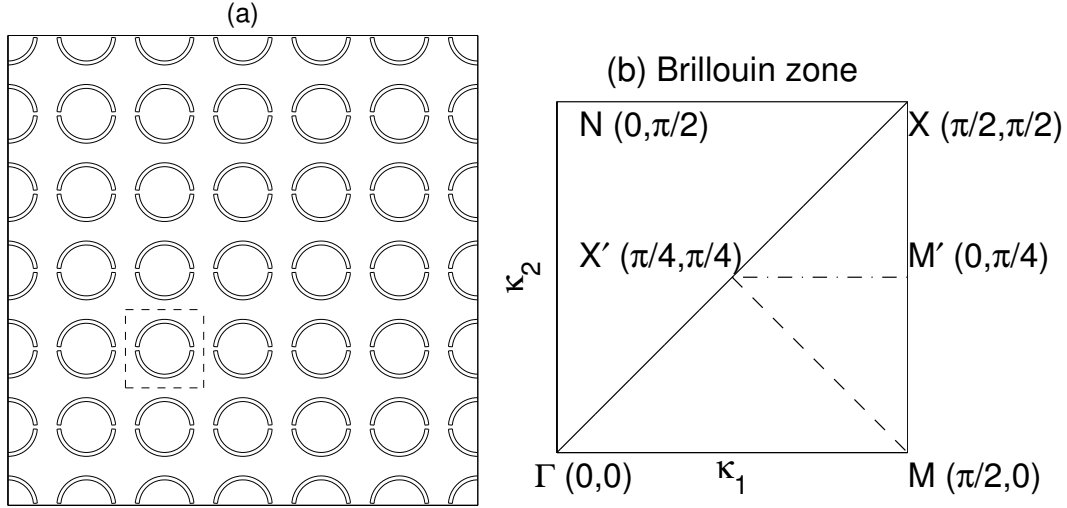 (a)
(b) Brillouin zone
N (0,π/2)
X (π/2,π/2)
X′ (π/4,π/4)
M′ (0,π/4)
κ2
Γ (0,0)
κ1
M (π/2,0)